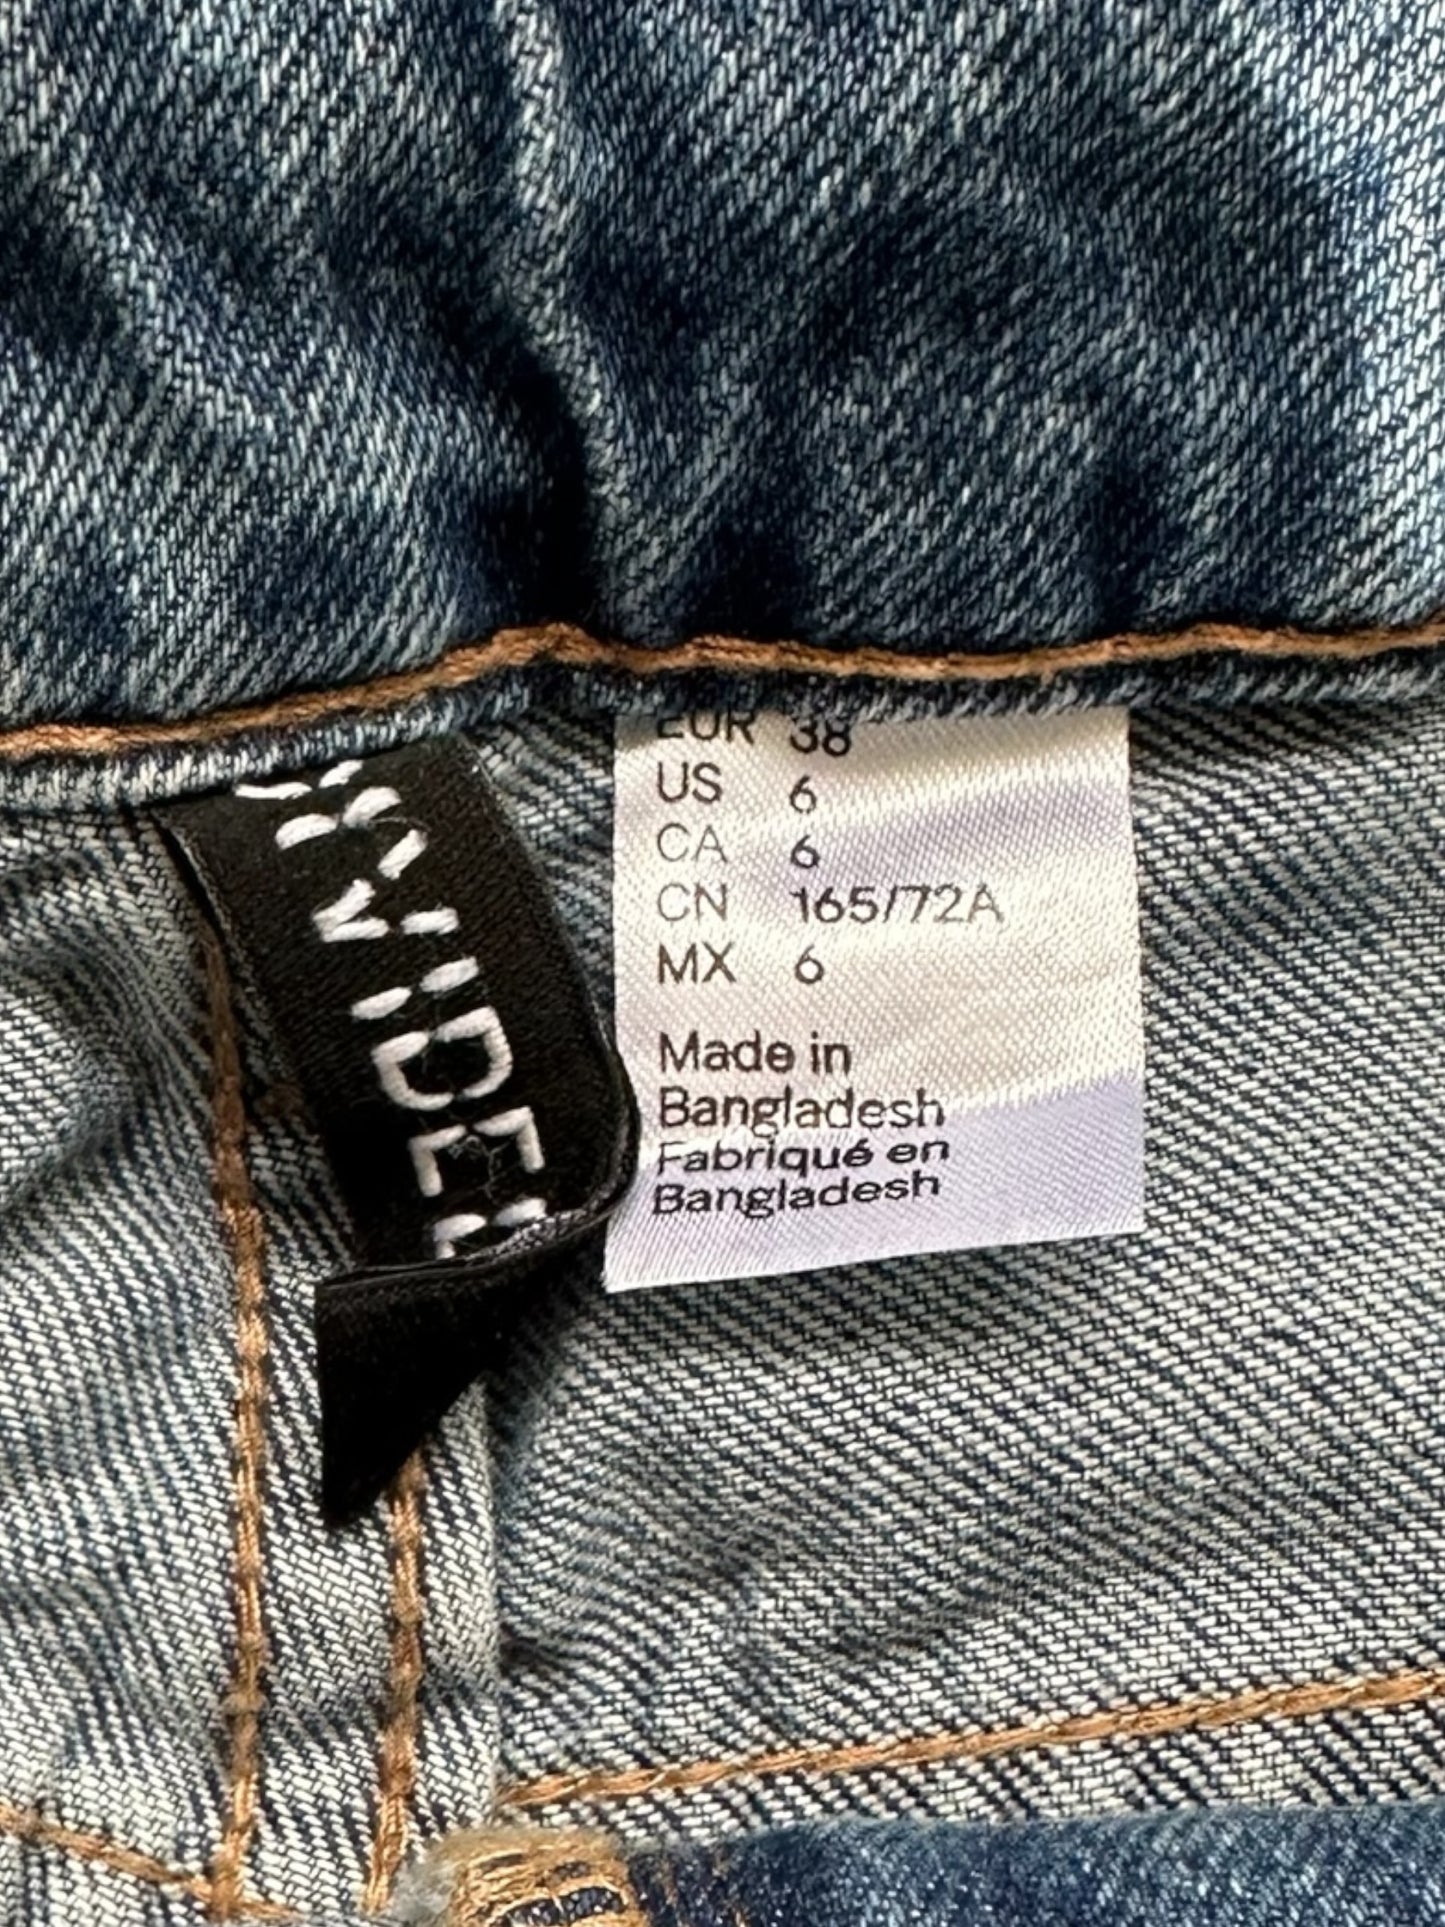 EUR 38
US 6
CA 6
CN 165/72A
MX 6
Made in
Bangladesh
Fabriqué en
Bangladesh